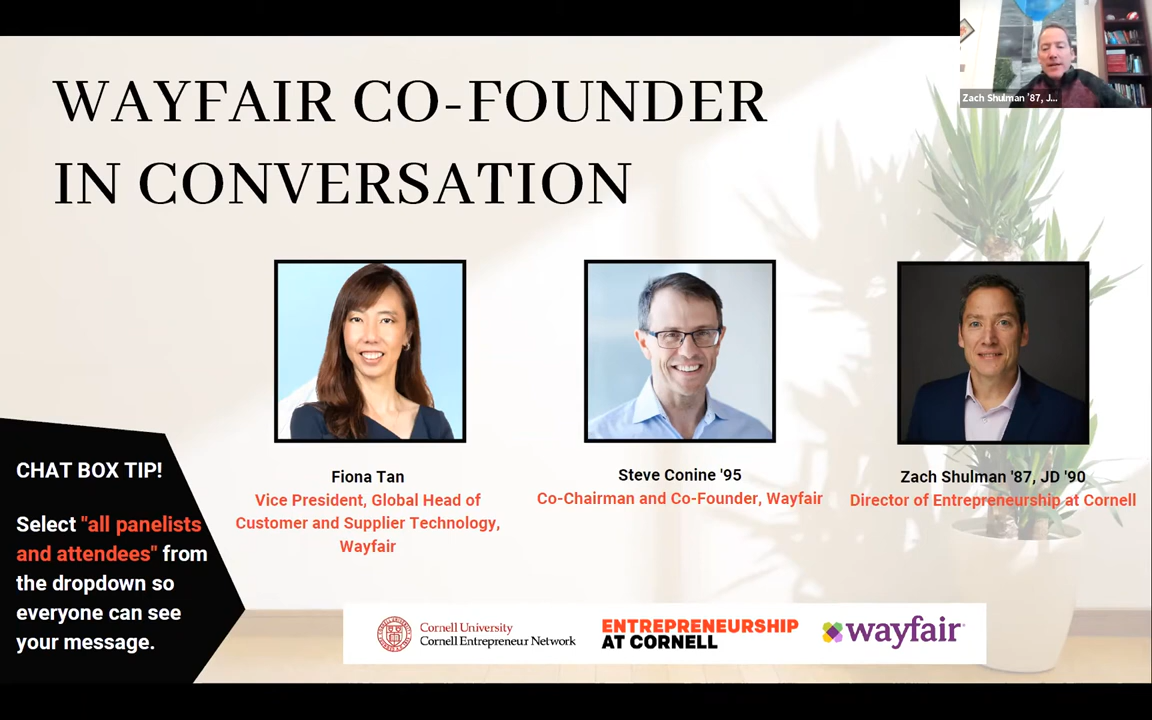 WAYFAIR CO-FOUNDER
IN CONVERSATION
Zach Shulman '87, J...
Fiona Tan
Vice President, Global Head of
Customer and Supplier Technology,
Wayfair
Steve Conine '95
Co-Chairman and Co-Founder, Wayfair
Zach Shulman '87, JD '90
Director of Entrepreneurship at Cornell
CHAT BOX TIP!
Select "all panelists
and attendees" from
the dropdown so
everyone can see
your message.
Cornell University
Cornell Entrepreneur Network
ENTREPRENEURSHIP
AT CORNELL
wayfair